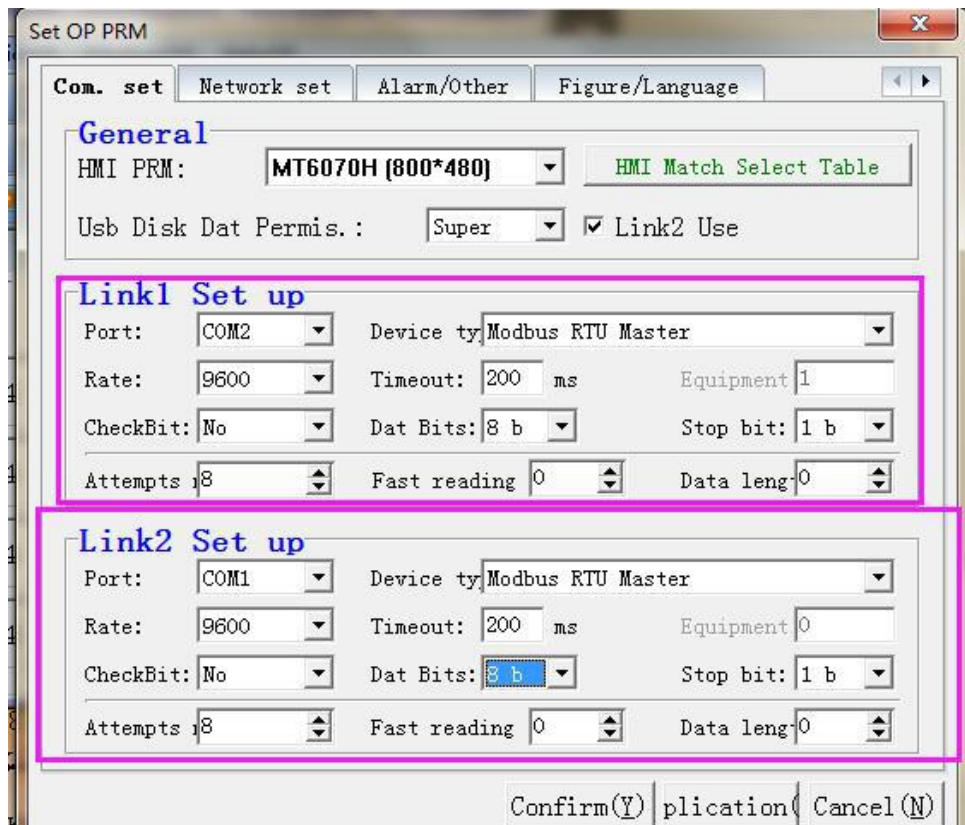 Set OP PRM
Com. set Network set Alarm/Other Figure/Language
General
HMI PRM: MT6070H (800*480) HMI Match Select Table
Usb Disk Dat Permis.: Super Link2 Use
Link1 Set up
Port: COM2 Device ty Modbus RTU Master
Rate: 9600 Timeout: 200 ms Equipment 1
CheckBit: No Dat Bits: 8 b Stop bit: 1 b
Attempts 8 Fast reading 0 Data leng 0
Link2 Set up
Port: COM1 Device ty Modbus RTU Master
Rate: 9600 Timeout: 200 ms Equipment 0
CheckBit: No Dat Bits: 8 b Stop bit: 1 b
Attempts 8 Fast reading 0 Data leng 0
Confirm(Y) plication( Cancel(N)